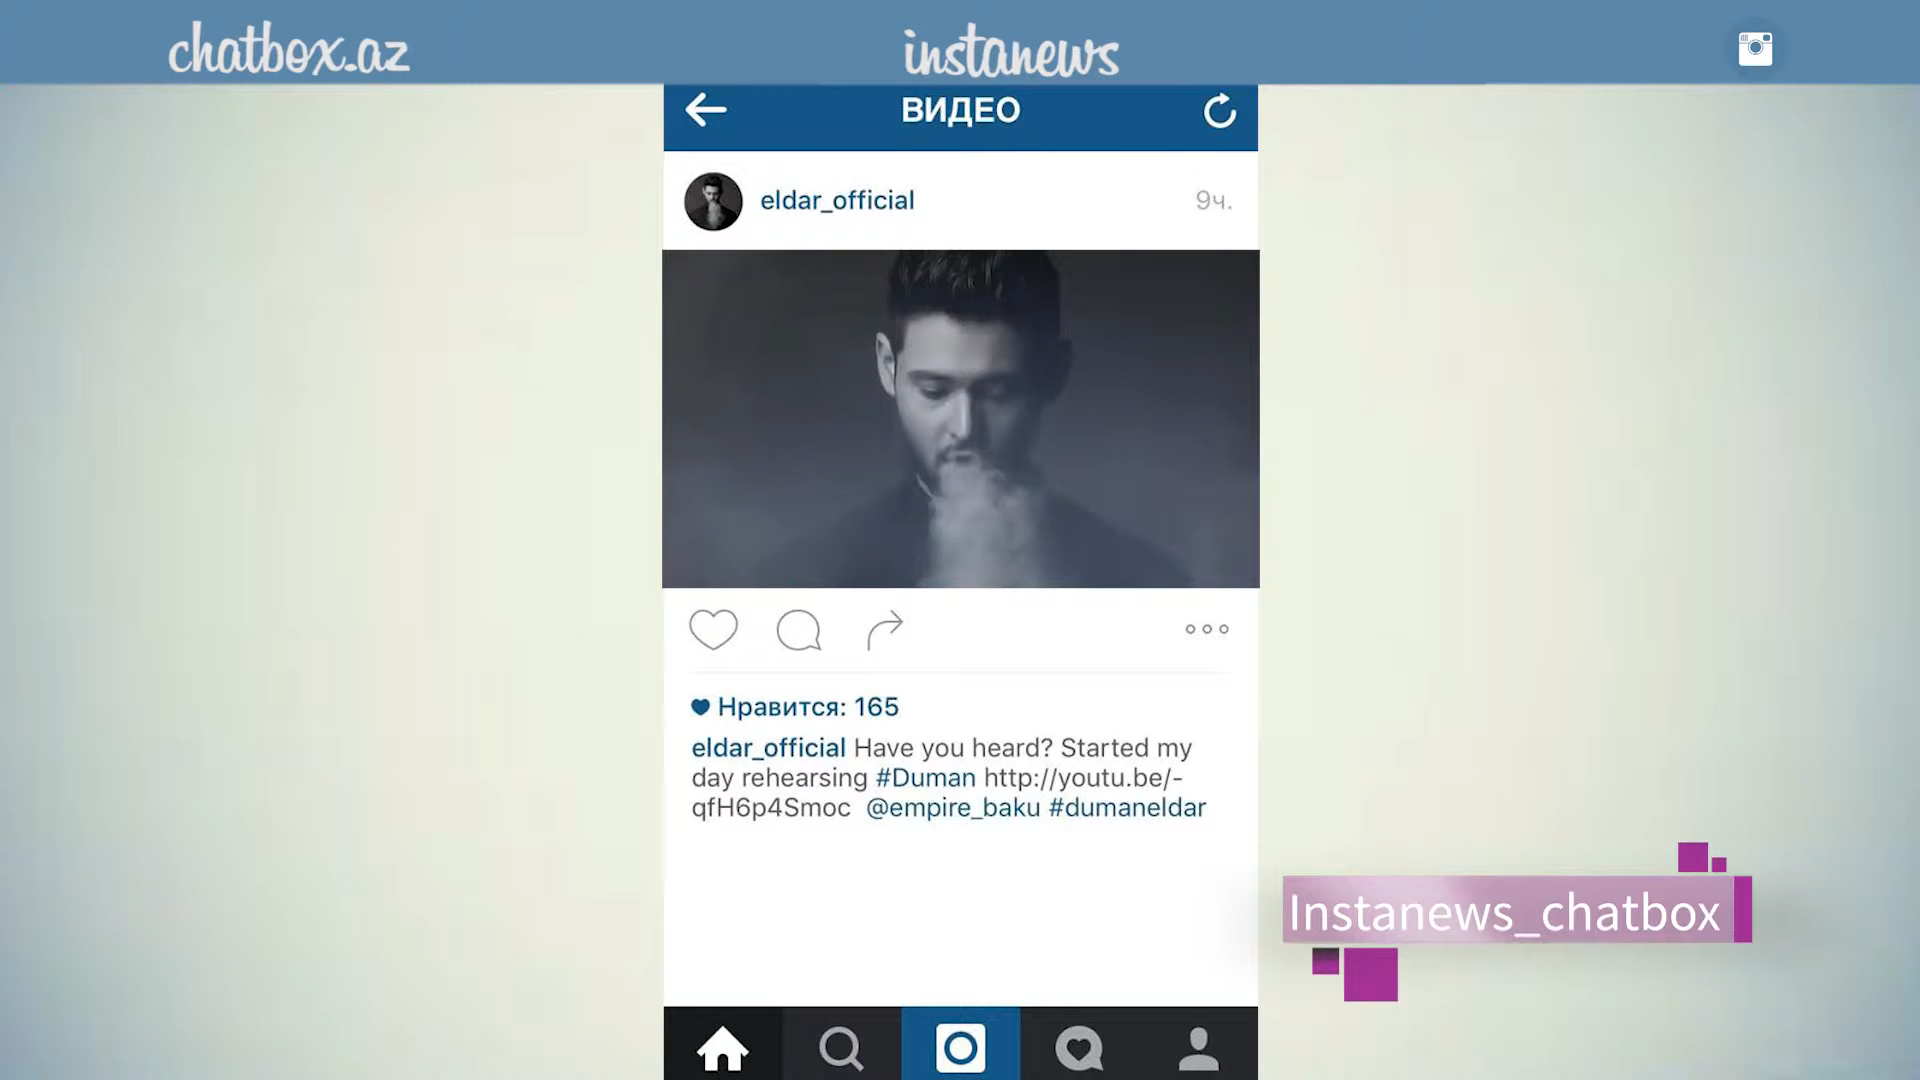 chatbox.az
instanews
ВИДЕО
eldar_official
9ч.
Нравится: 165
eldar_official Have you heard? Started my
day rehearsing #Duman http://youtu.be/-
qfH6p4Smoc @empire_baku #dumaneldar
Instanews_chatbox